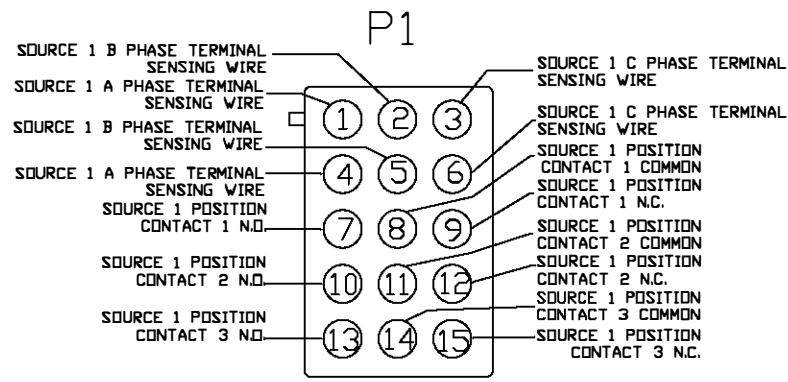 P1
SOURCE 1 B PHASE TERMINAL
SENSING WIRE
SOURCE 1 A PHASE TERMINAL
SENSING WIRE
SOURCE 1 B PHASE TERMINAL
SENSING WIRE
SOURCE 1 A PHASE TERMINAL
SENSING WIRE
SOURCE 1 POSITION
CONTACT 1 N.O.
SOURCE 1 POSITION
CONTACT 2 N.O.
SOURCE 1 POSITION
CONTACT 3 N.O.
1 2 3
4 5 6
7 8 9
10 11 12
13 14 15
SOURCE 1 C PHASE TERMINAL
SENSING WIRE
SOURCE 1 C PHASE TERMINAL
SENSING WIRE
SOURCE 1 POSITION
CONTACT 1 COMMON
SOURCE 1 POSITION
CONTACT 1 N.C.
SOURCE 1 POSITION
CONTACT 2 COMMON
SOURCE 1 POSITION
CONTACT 2 N.C.
SOURCE 1 POSITION
CONTACT 3 COMMON
SOURCE 1 POSITION
CONTACT 3 N.C.